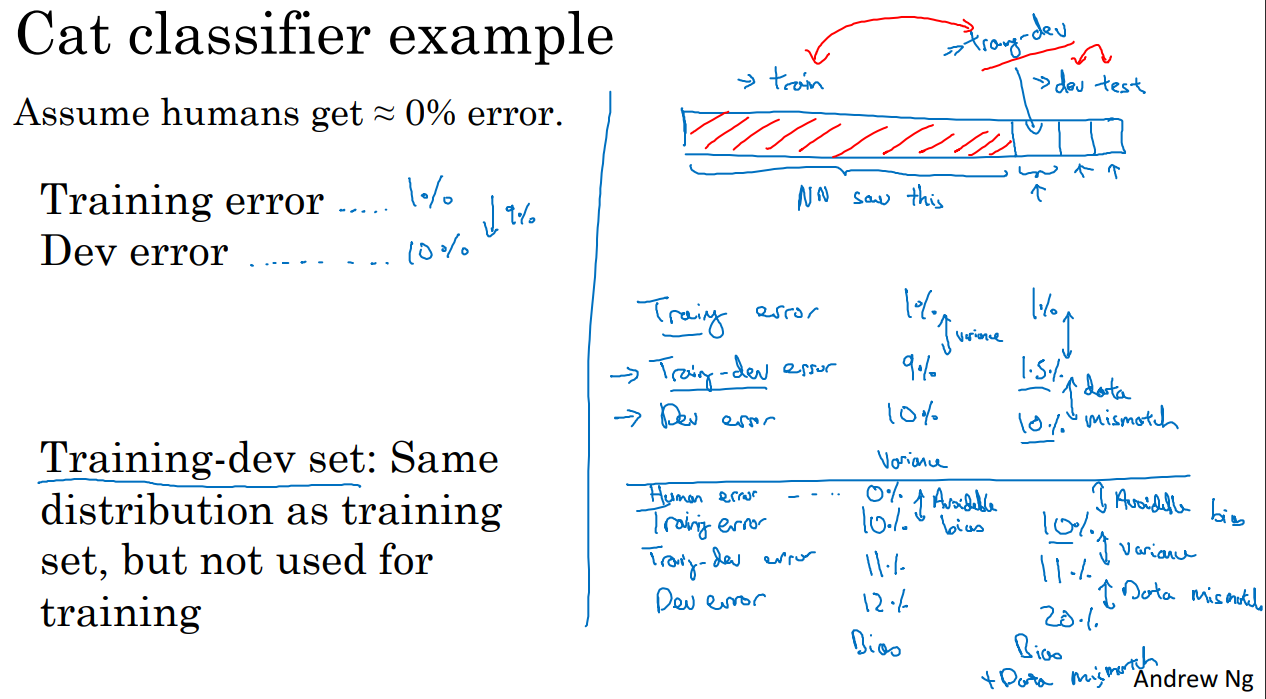 Cat classifier example
Assume humans get ≈ 0% error.
Training error ..... 1%
↓ 9%
Dev error ......... 10%
Training-dev set: Same
distribution as training
set, but not used for
training
→ train
→ traing-dev
→ dev test
NN saw this
Traing error 1% 1%
variance
→ Traing-dev error 9% 1.5%
data
→ Dev error 10% 10% mismatch
Variance
Human error ---- 0% Avoidable bias
Avoidable bias
Traing error 10% 10%
Variance
Traing-dev error 11% 11%
Data mismatch
Dev error 12% 20%
Bias Bias
+ Data mismatch
Andrew Ng